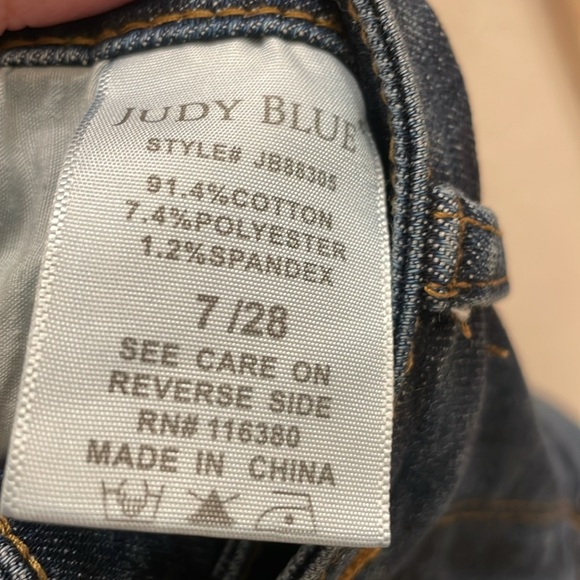 JUDY BLUE
STYLE# JB88305
91.4%COTTON
7.4%POLYESTER
1.2%SPANDEX
7 /28
SEE CARE ON
REVERSE SIDE
RN# 116380
MADE IN CHINA